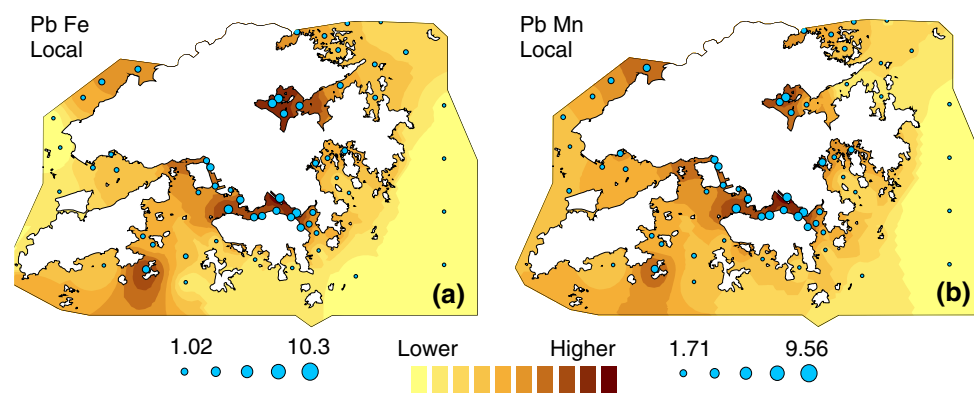 Pb Fe
Local
(a)
Pb Mn
Local
(b)
1.02 10.3
Lower Higher
1.71 9.56